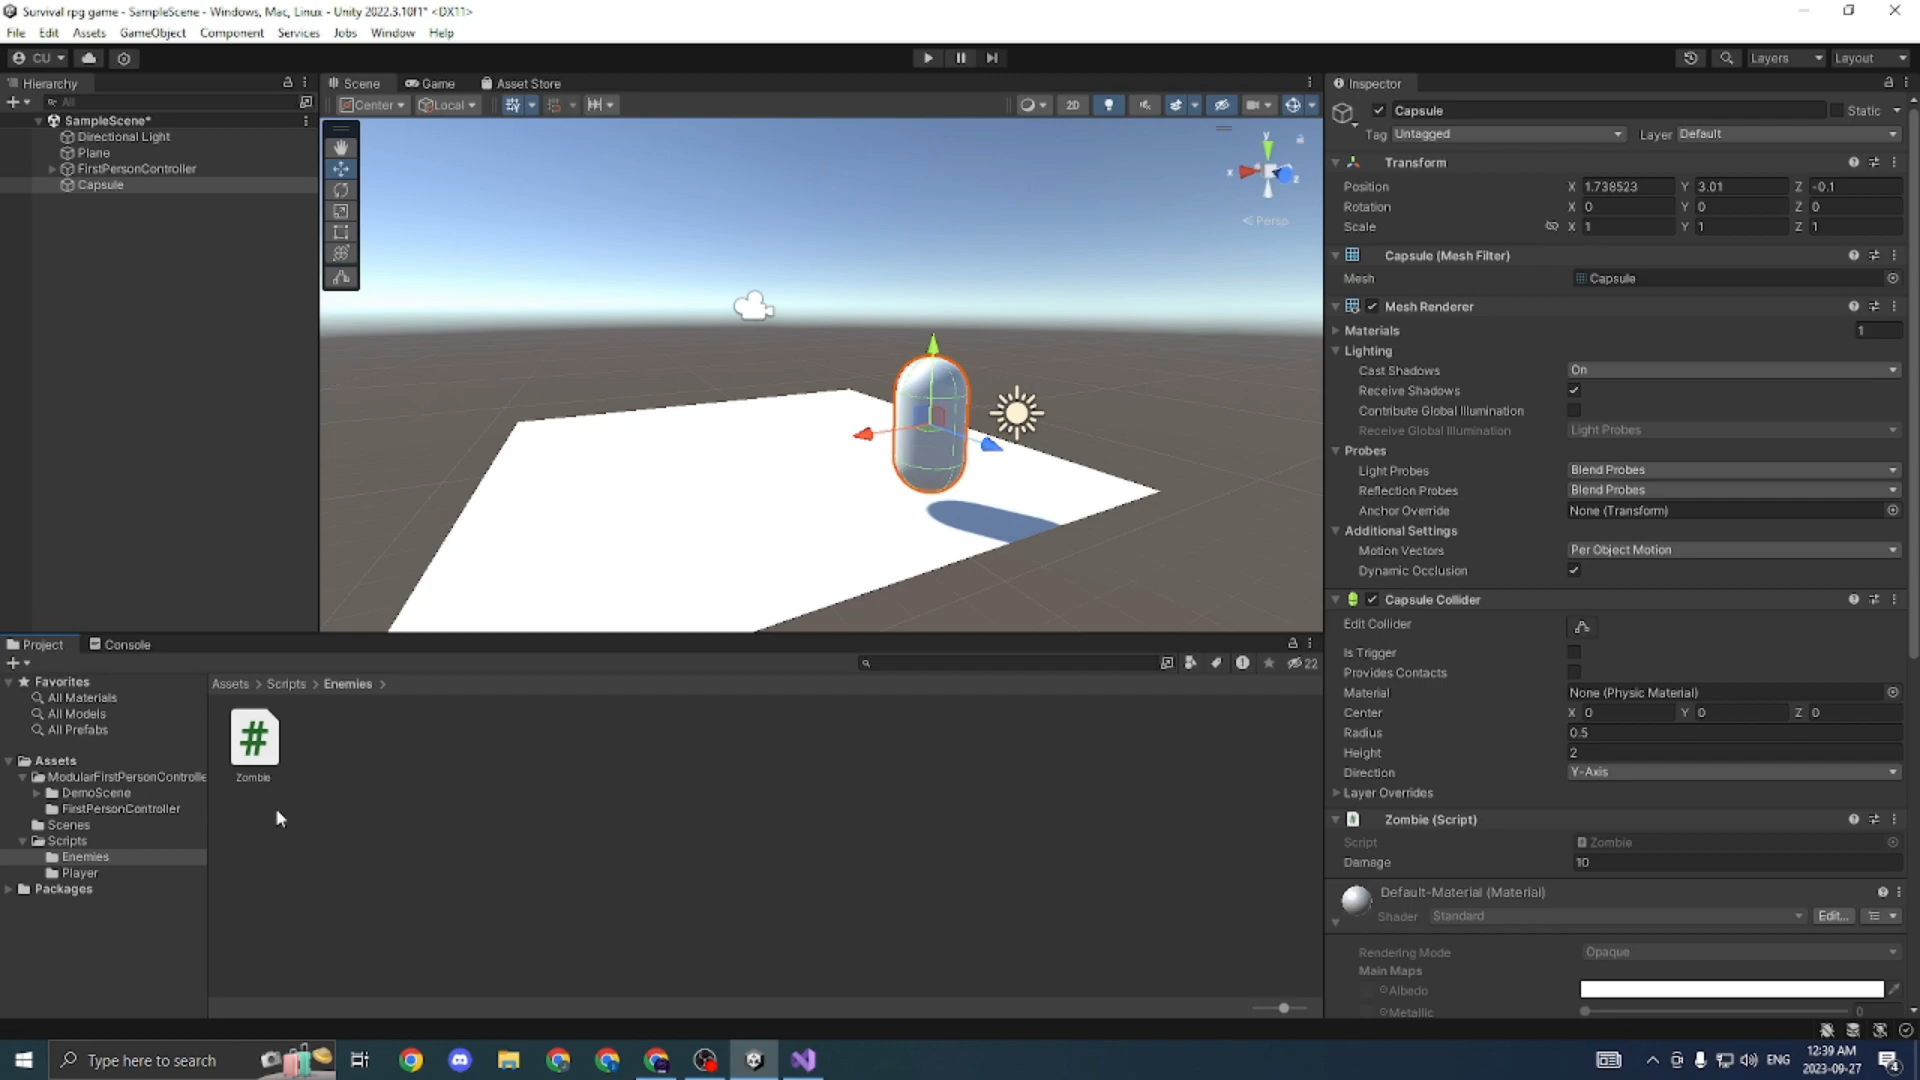 Survival rpg game - SampleScene - Windows, Mac, Linux - Unity 2022.3.10f1* <DX11>
File Edit Assets GameObject Component Services Jobs Window Help
CU Layers Layout
Hierarchy Scene Game Asset Store Inspector
All Center Local 2D Capsule Static
SampleScene* Tag Untagged Layer Default
Directional Light
Plane
FirstPersonController
Capsule
y
x
z
Persp
Transform
Position X 1.738523 Y 3.01 Z -0.1
Rotation X 0 Y 0 Z 0
Scale X 1 Y 1 Z 1
Capsule (Mesh Filter)
Mesh Capsule
Mesh Renderer
Materials 1
Lighting
Cast Shadows On
Receive Shadows
Contribute Global Illumination
Receive Global Illumination Light Probes
Probes
Light Probes Blend Probes
Reflection Probes Blend Probes
Anchor Override None (Transform)
Additional Settings
Motion Vectors Per Object Motion
Dynamic Occlusion
Capsule Collider
Edit Collider
Is Trigger
Provides Contacts
Material None (Physic Material)
Center X 0 Y 0 Z 0
Radius 0.5
Height 2
Direction Y-Axis
Layer Overrides
Zombie (Script)
Script Zombie
Damage 10
Default-Material (Material)
Shader Standard Edit...
Rendering Mode Opaque
Main Maps
Albedo
Metallic 0
Project Console
22
Favorites
All Materials
All Models
All Prefabs
Assets
ModularFirstPersonControlle
DemoScene
FirstPersonController
Scenes
Scripts
Enemies
Player
Packages
Assets > Scripts > Enemies >
#
Zombie
Type here to search
ENG
12:39 AM
2023-09-27
4